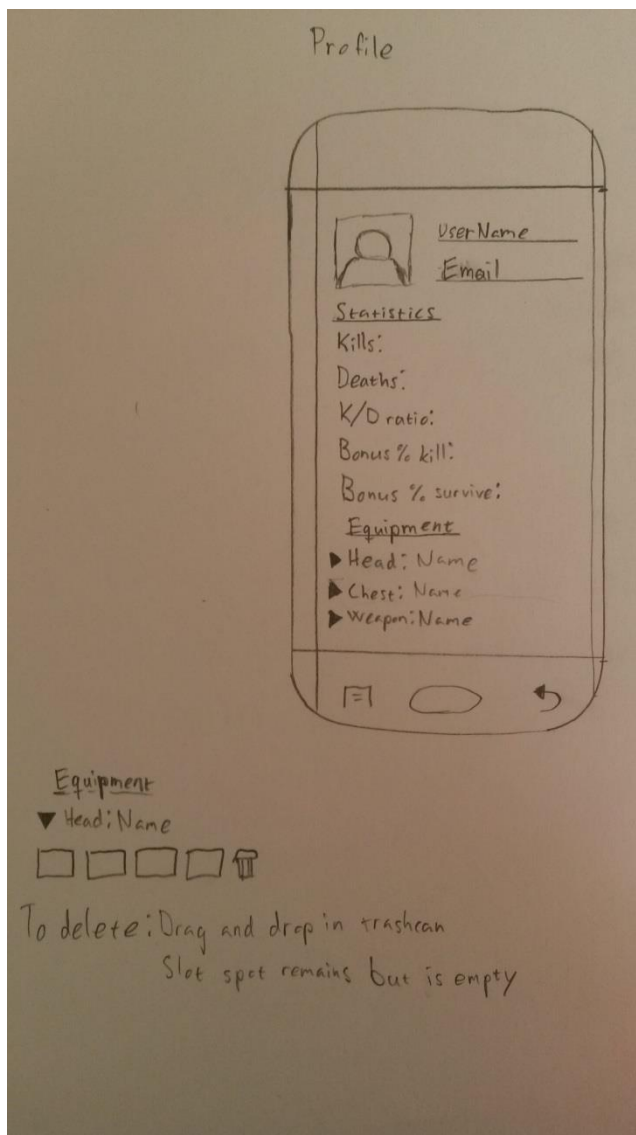 Profile
UserName
Email
Statistics
Kills:
Deaths:
K/D ratio:
Bonus % kill:
Bonus % survive:
Equipment
▶ Head: Name
▶ Chest: Name
▶ Weapon: Name
Equipment
▼ Head: Name
To delete: Drag and drop in trashcan
Slot spot remains but is empty